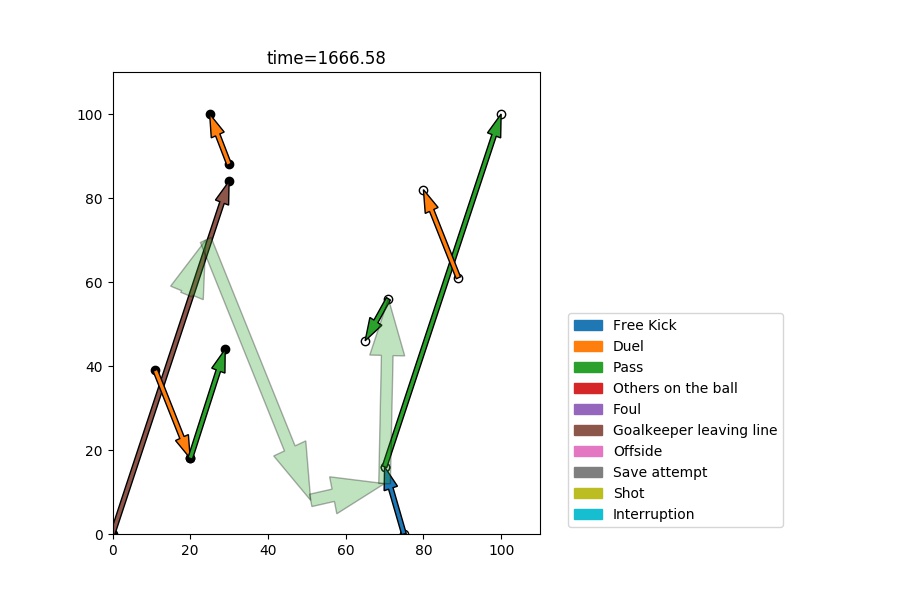 time=1666.58
100
80
60
40
20
0
0 20 40 60 80 100
Free Kick
Duel
Pass
Others on the ball
Foul
Goalkeeper leaving line
Offside
Save attempt
Shot
Interruption